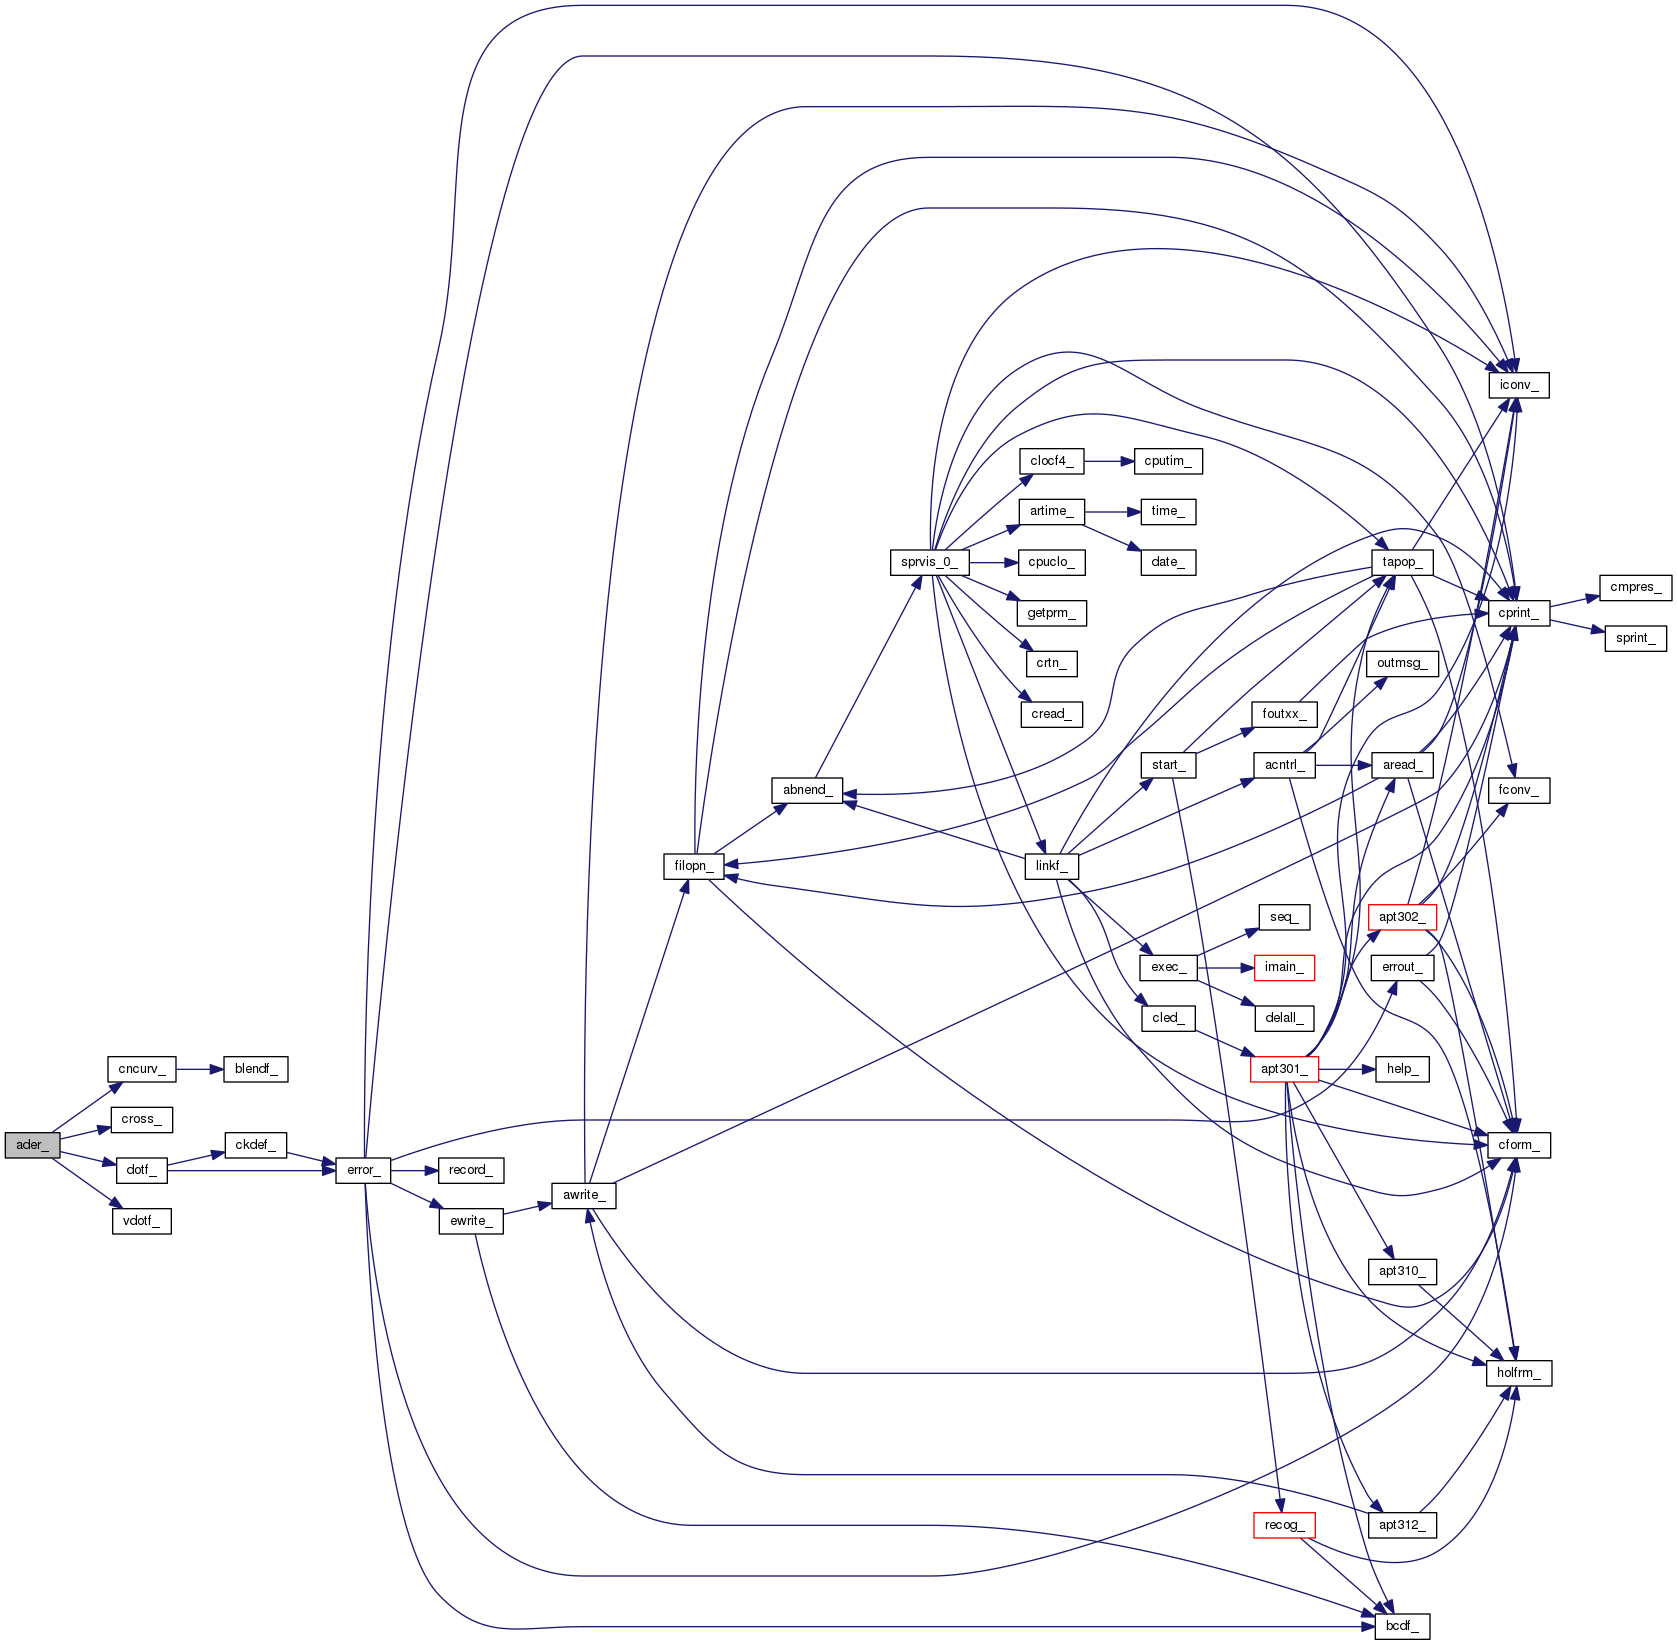 iconv_
clocf4_
cputim_
artime_
time_
sprvis_0_
cpuclo_
date_
tapop_
cmpres_
getprm_
cprint_
sprint_
crtn_
outmsg_
cread_
foutxx_
start_
acntrl_
aread_
abnend_
fconv_
filopn_
linkf_
seq_
apt302_
exec_
imain_
errout_
cled_
delall_
cncurv_
blendf_
apt301_
help_
cross_
ader_
ckdef_
cform_
dotf_
error_
record_
awrite_
vdotf_
ewrite_
apt310_
holfrm_
recog_
apt312_
bcdf_